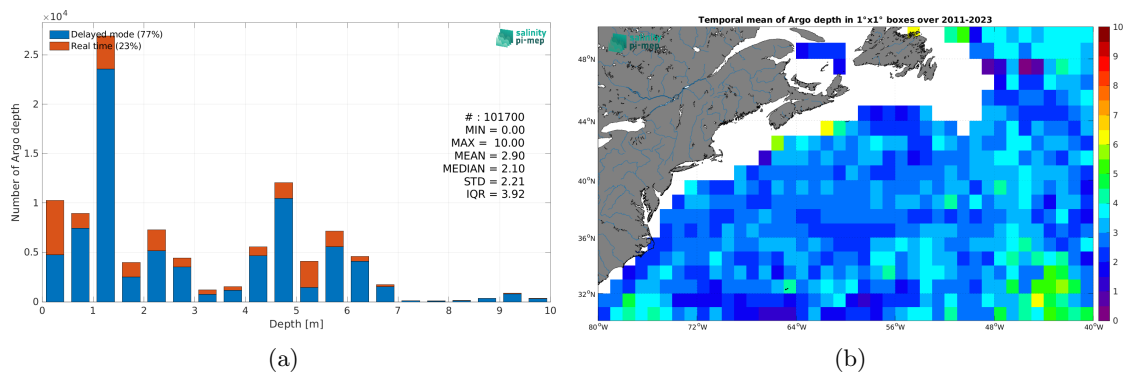 ×10⁴
Delayed mode (77%)
Real time (23%)
salinity
pi-mep
2.5
2
1.5
1
0.5
0
Number of Argo depth
# : 101700
MIN = 0.00
MAX = 10.00
MEAN = 2.90
MEDIAN = 2.10
STD = 2.21
IQR = 3.92
0 1 2 3 4 5 6 7 8 9 10
Depth [m]
(a)
Temporal mean of Argo depth in 1°x1° boxes over 2011-2023
salinity
pi-mep
48°N
44°N
40°N
36°N
32°N
80°W 72°W 64°W 56°W 48°W 40°W
10
9
8
7
6
5
4
3
2
1
0
(b)